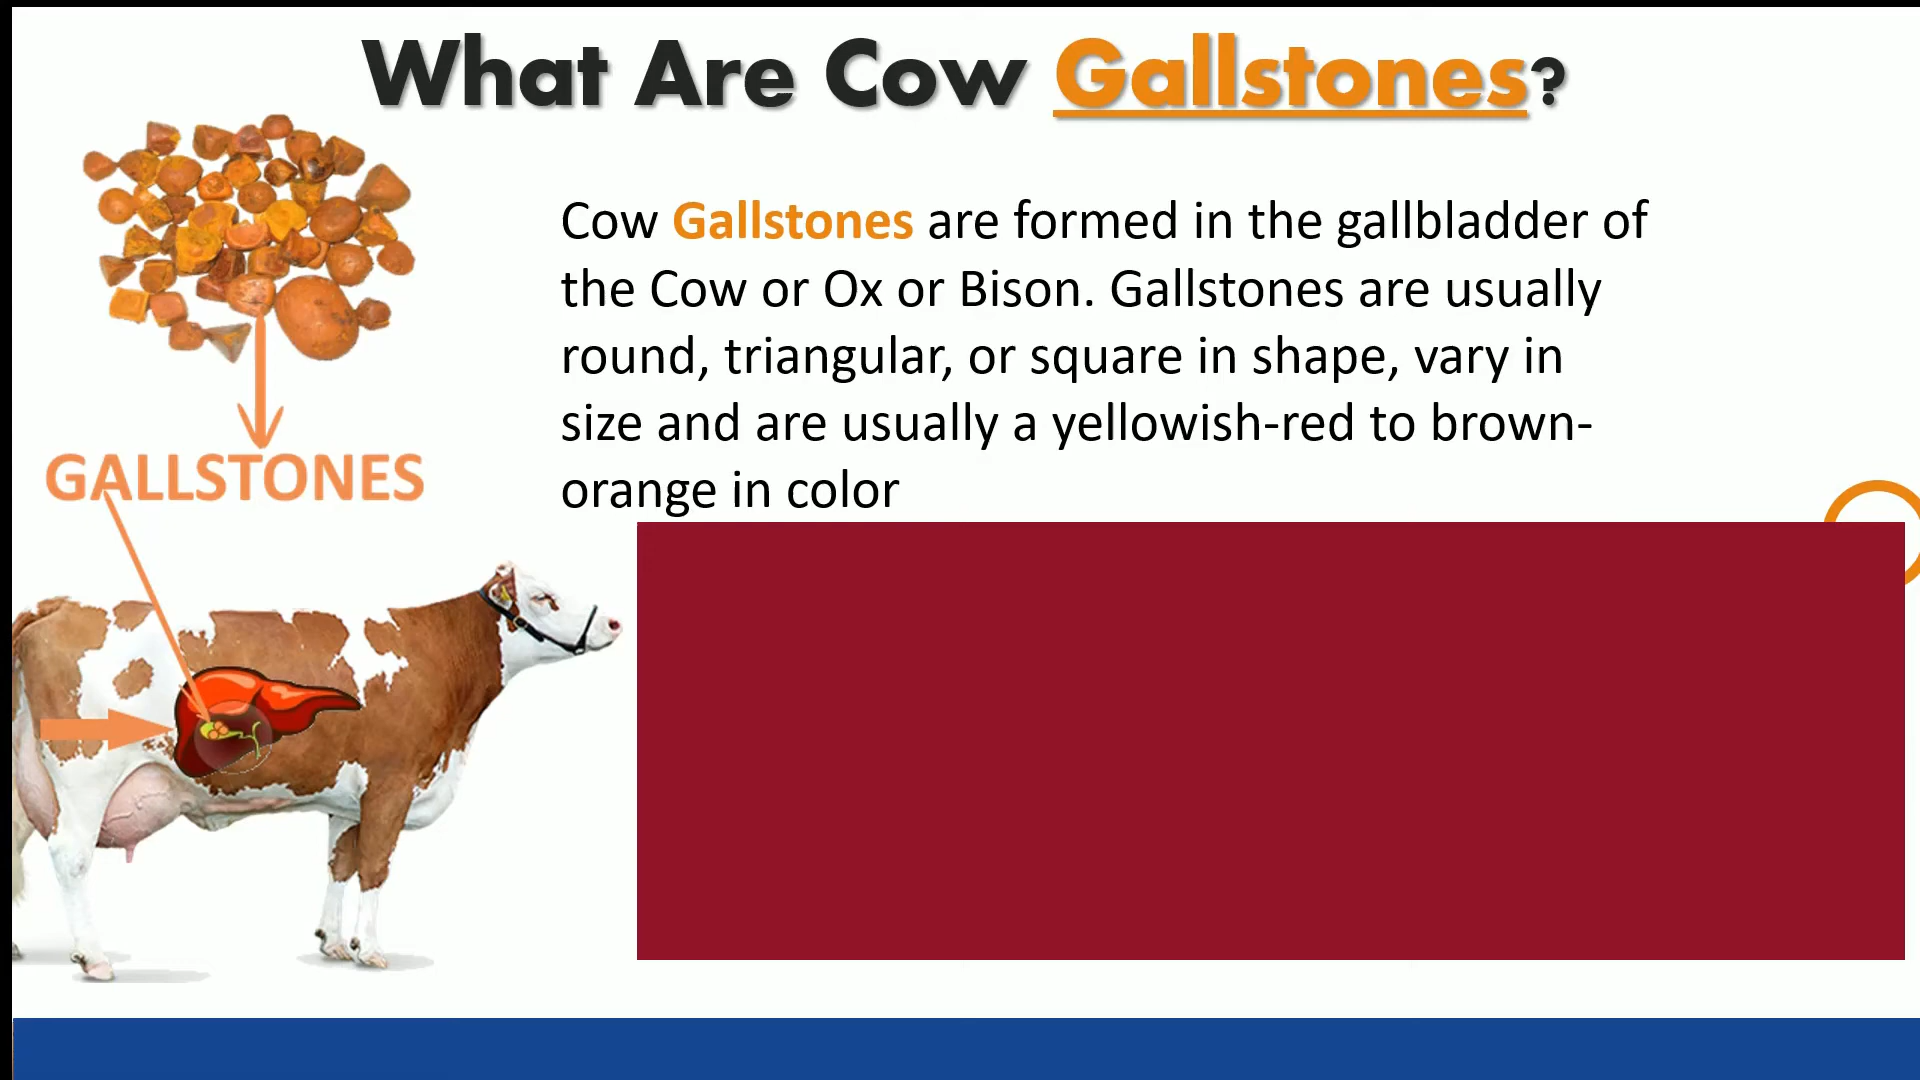 What Are Cow Gallstones?
Cow Gallstones are formed in the gallbladder of
the Cow or Ox or Bison. Gallstones are usually
round, triangular, or square in shape, vary in
size and are usually a yellowish-red to brown-
orange in color
GALLSTONES